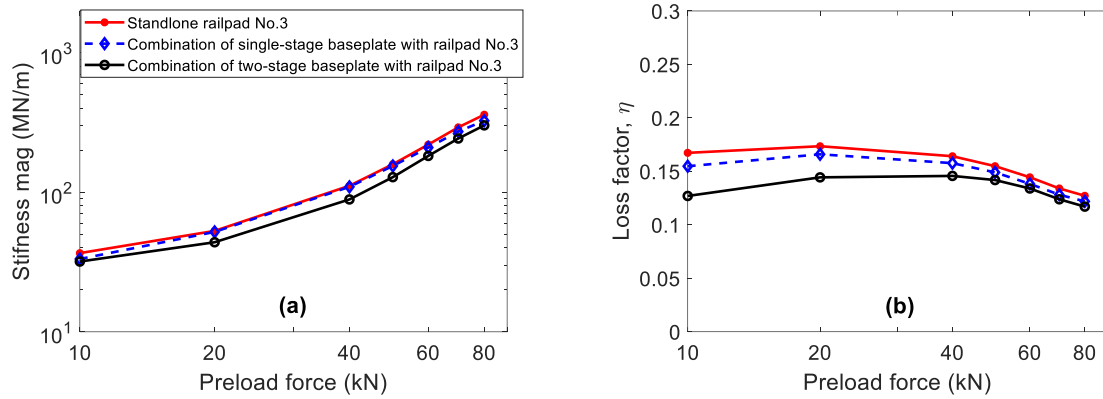 Standlone railpad No.3
Combination of single-stage baseplate with railpad No.3
Combination of two-stage baseplate with railpad No.3
Stifness mag (MN/m)
10³
10²
10¹
10 20 40 60 80
Preload force (kN)
(a)
Loss factor, η
0.3
0.25
0.2
0.15
0.1
0.05
0
10 20 40 60 80
Preload force (kN)
(b)